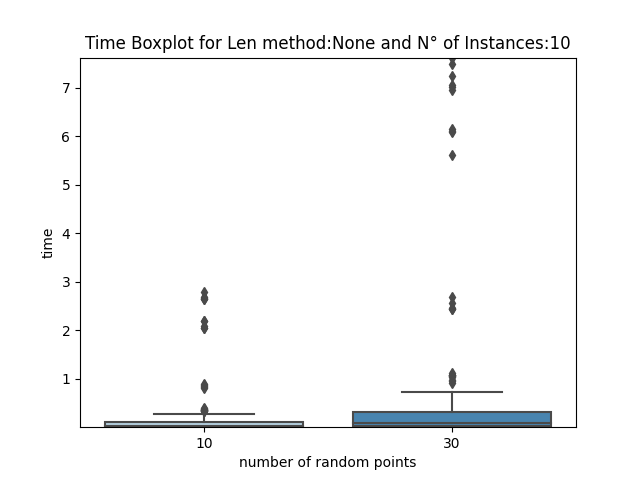 Time Boxplot for Len method:None and N° of Instances:10
7
6
5
4
3
2
1
time
10 30
number of random points